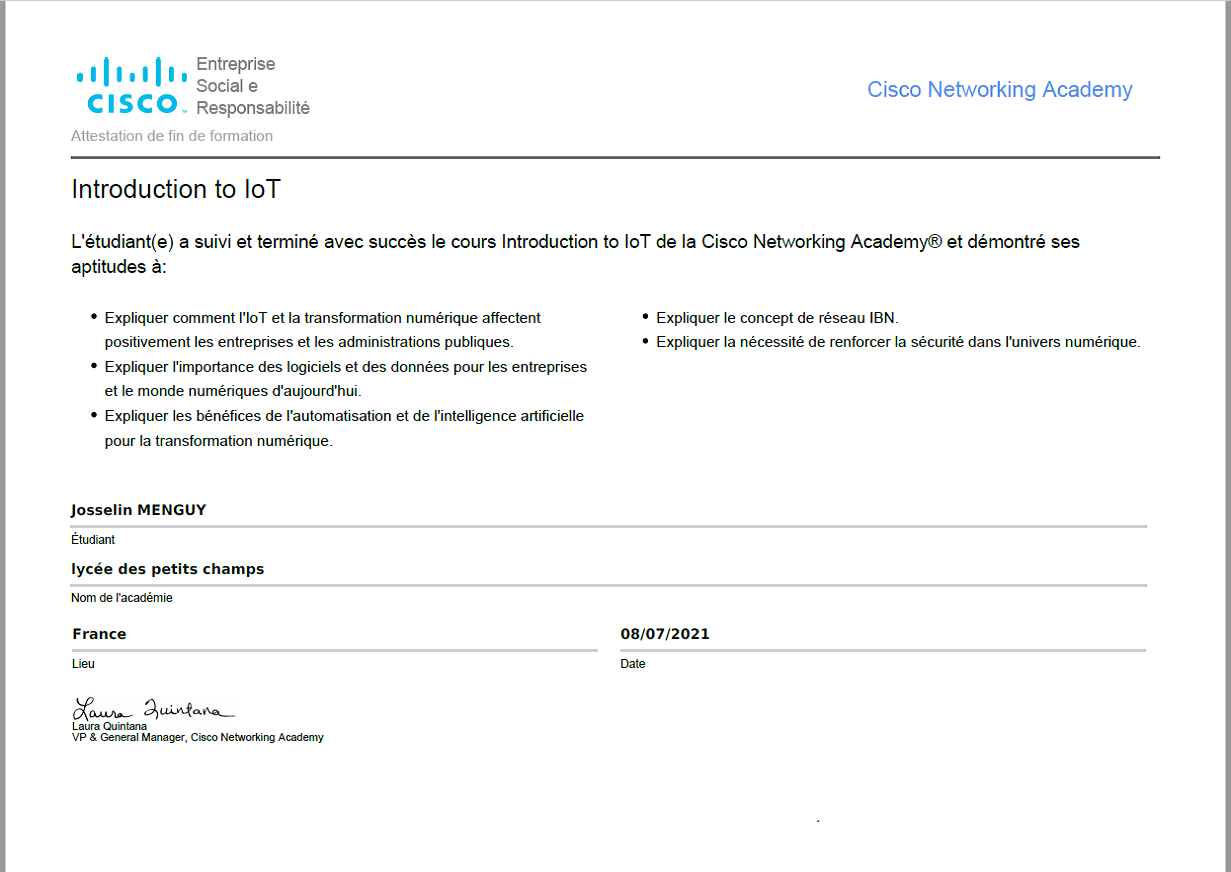 CISCO
Entreprise
Social e
Responsabilité
Cisco Networking Academy
Attestation de fin de formation
Introduction to IoT
L'étudiant(e) a suivi et terminé avec succès le cours Introduction to IoT de la Cisco Networking Academy® et démontré ses
aptitudes à:
• Expliquer comment l'IoT et la transformation numérique affectent
positivement les entreprises et les administrations publiques.
• Expliquer l'importance des logiciels et des données pour les entreprises
et le monde numériques d'aujourd'hui.
• Expliquer les bénéfices de l'automatisation et de l'intelligence artificielle
pour la transformation numérique.
• Expliquer le concept de réseau IBN.
• Expliquer la nécessité de renforcer la sécurité dans l'univers numérique.
Josselin MENGUY
Étudiant
lycée des petits champs
Nom de l'académie
France
Lieu
08/07/2021
Date
Laura Quintana
Laura Quintana
VP & General Manager, Cisco Networking Academy